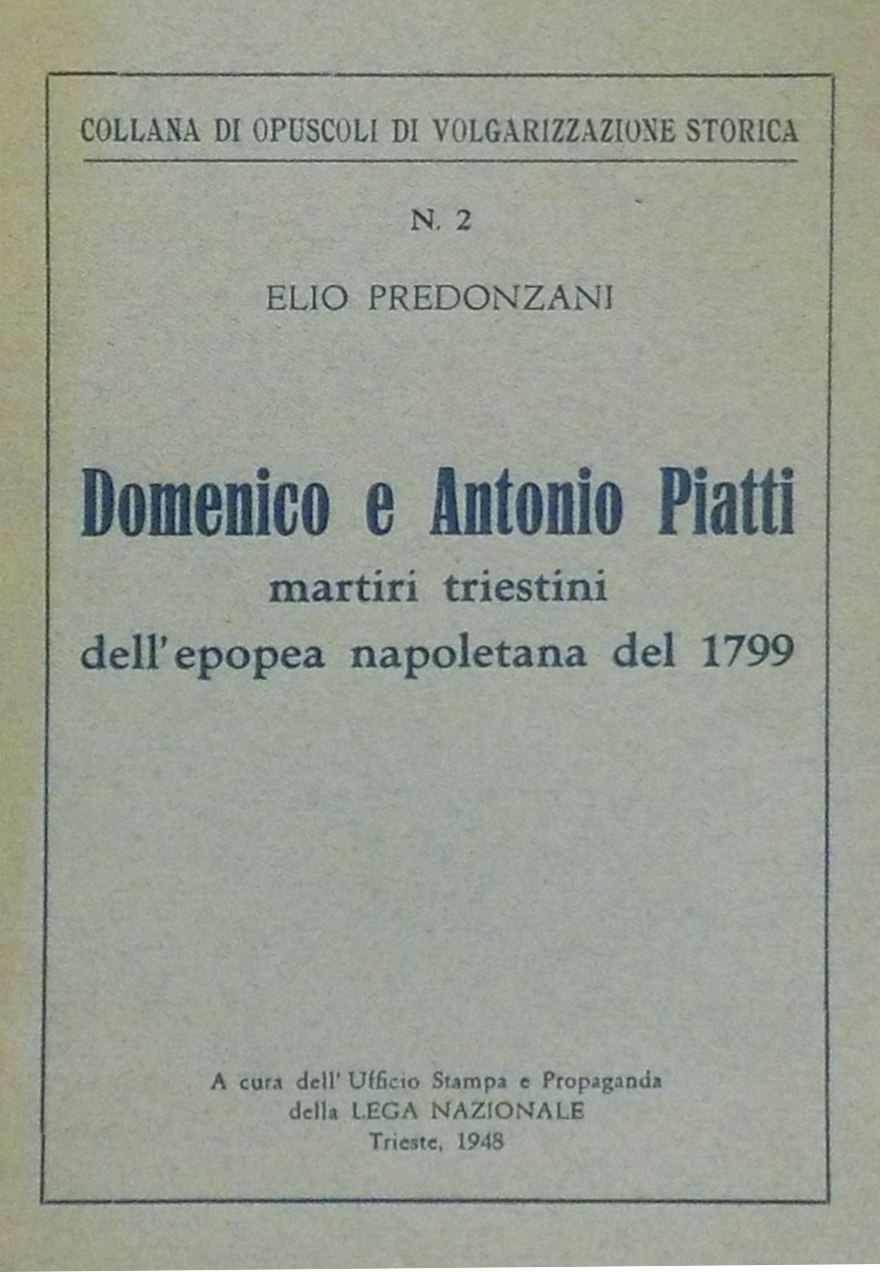 COLLANA DI OPUSCOLI DI VOLGARIZZAZIONE STORICA
N. 2
ELIO PREDONZANI
Domenico e Antonio Piatti
martiri triestini
dell'epopea napoletana del 1799
A cura dell'Ufficio Stampa e Propaganda
della LEGA NAZIONALE
Trieste, 1948